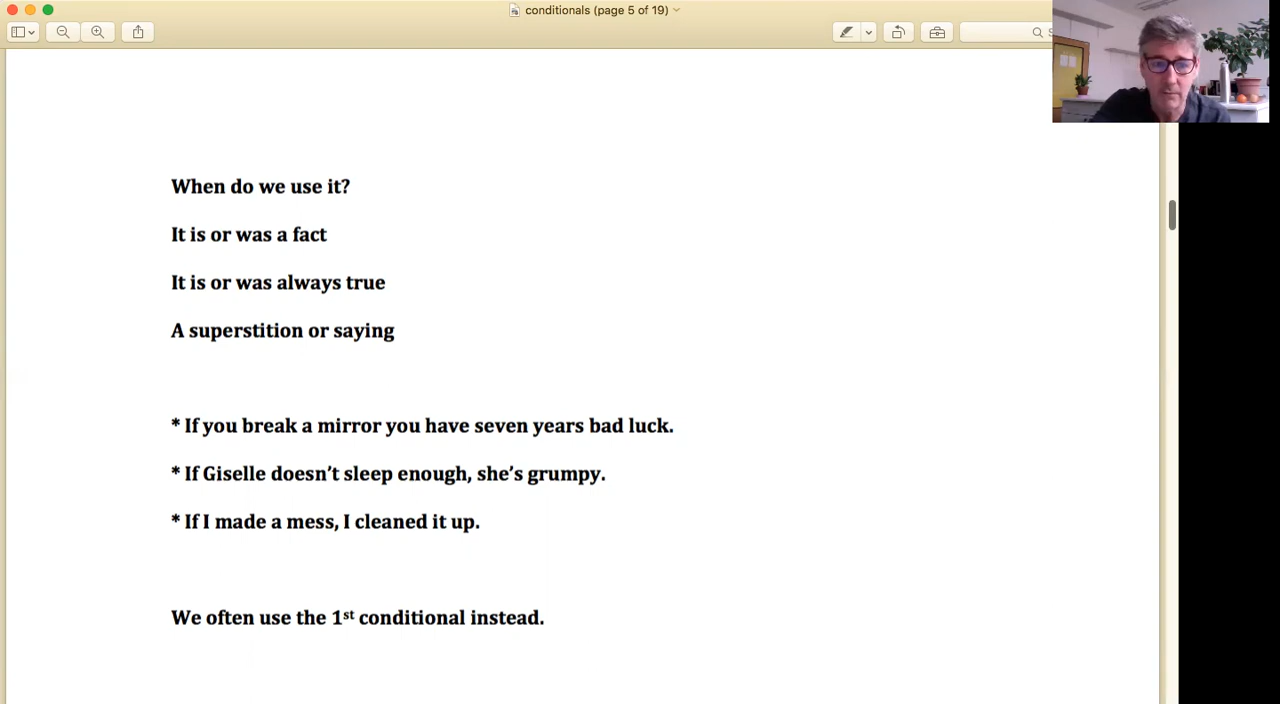 conditionals (page 5 of 19)
S
When do we use it?
It is or was a fact
It is or was always true
A superstition or saying
* If you break a mirror you have seven years bad luck.
* If Giselle doesn't sleep enough, she's grumpy.
* If I made a mess, I cleaned it up.
We often use the 1st conditional instead.